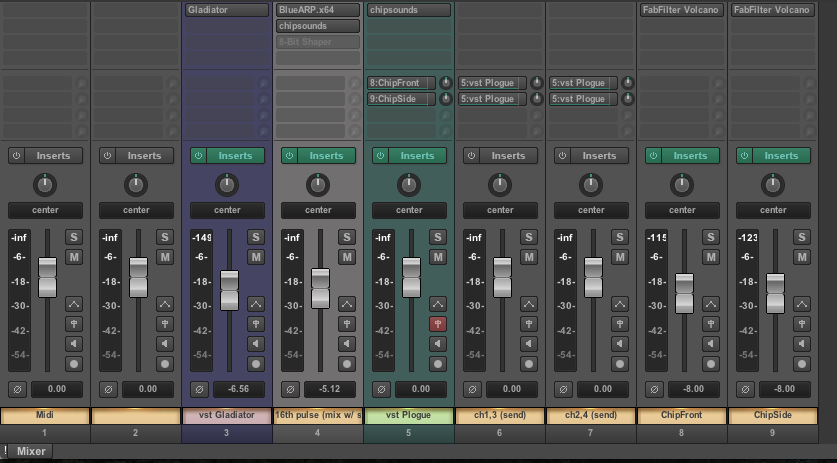 Gladiator BlueARP.x64 chipsounds FabFilter Volcano FabFilter Volcano
chipsounds
8-Bit Shaper
8:ChipFront 5:vst Plogue 5:vst Plogue
9:ChipSide 5:vst Plogue 5:vst Plogue
Inserts Inserts Inserts Inserts Inserts Inserts Inserts Inserts Inserts
center center center center center center center center center
-inf S -inf S -149 S -inf S -inf S -inf S -inf S -115 S -123 S
-6- M -6- M -6- M -6- M -6- M -6- M -6- M -6- M -6- M
-18- -18- -18- -18- -18- -18- -18- -18- -18-
-30- -30- -30- -30- -30- -30- -30- -30- -30-
-42- -42- -42- -42- -42- -42- -42- -42- -42-
-54- -54- -54- -54- -54- -54- -54- -54- -54-
0.00 0.00 -6.56 -5.12 0.00 0.00 0.00 -8.00 -8.00
Midi vst Gladiator 16th pulse (mix w/ s vst Plogue ch1,3 (send) ch2,4 (send) ChipFront ChipSide
1 2 3 4 5 6 7 8 9
! Mixer